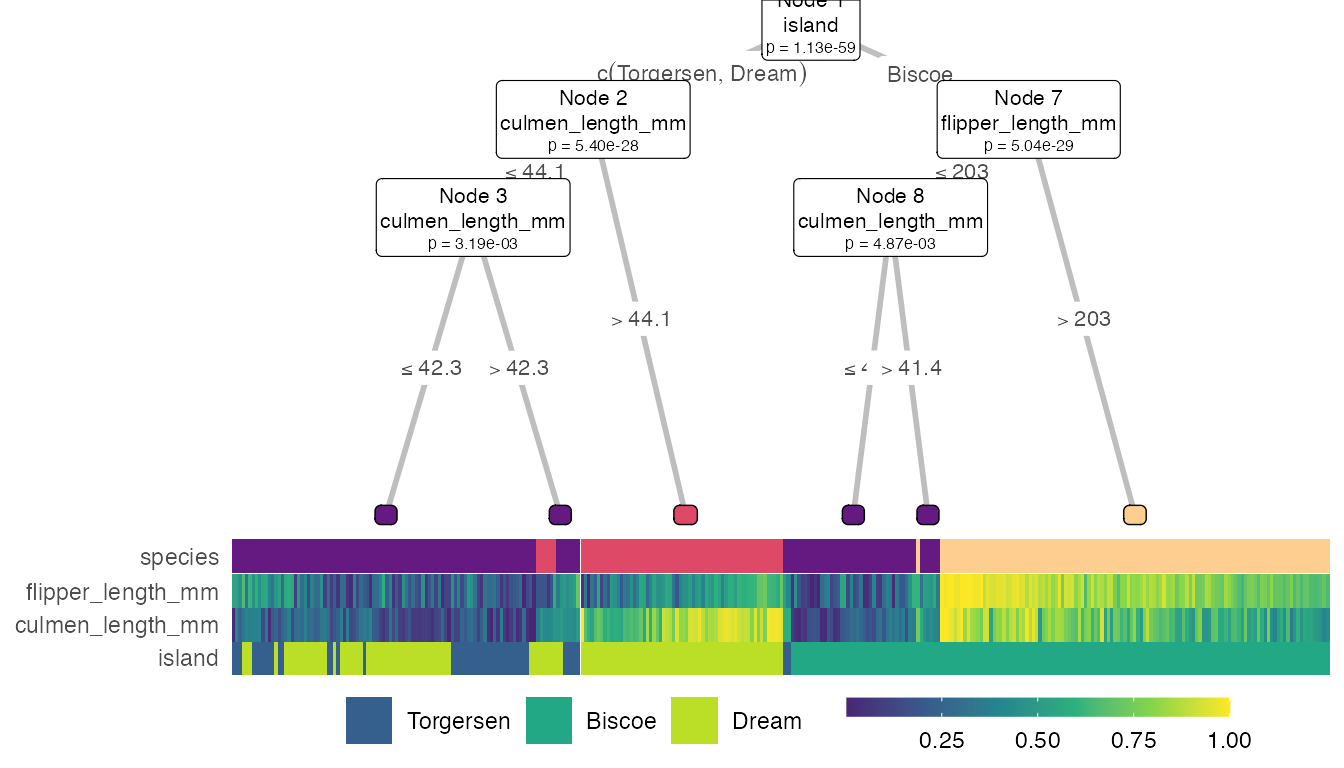 Node 1
island
p = 1.13e-59
c(Torgersen, Dream)
Biscoe
Node 2
culmen_length_mm
p = 5.40e-28
Node 7
flipper_length_mm
p = 5.04e-29
≤ 44.1
≤ 203
Node 3
culmen_length_mm
p = 3.19e-03
Node 8
culmen_length_mm
p = 4.87e-03
> 44.1
> 203
≤ 42.3
> 42.3
≤
> 41.4
species
flipper_length_mm
culmen_length_mm
island
Torgersen
Biscoe
Dream
0.25
0.50
0.75
1.00